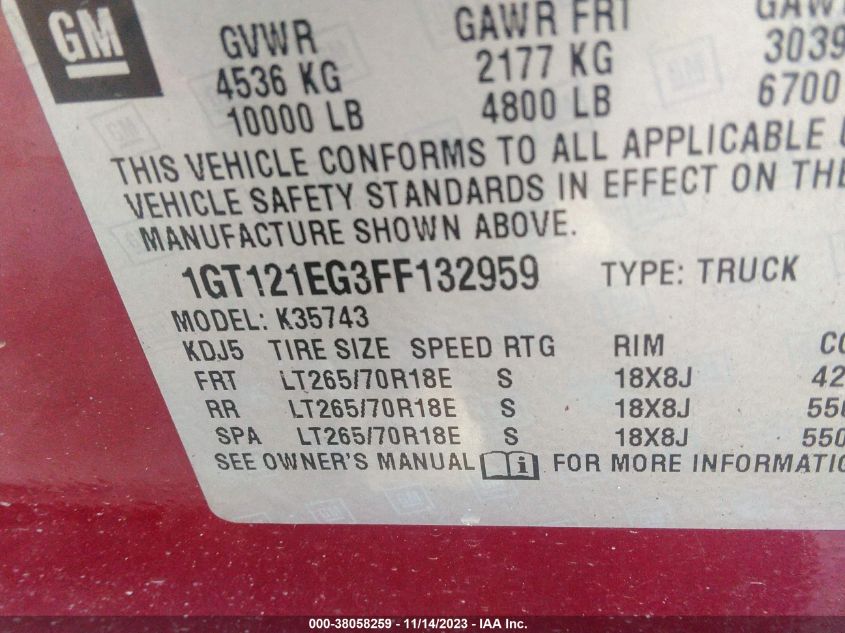 GM
GVWR GAWR FRT
4536 KG 2177 KG 3039
10000 LB 4800 LB 6700
THIS VEHICLE CONFORMS TO ALL APPLICABLE
VEHICLE SAFETY STANDARDS IN EFFECT ON THE
MANUFACTURE SHOWN ABOVE.
1GT121EG3FF132959 TYPE: TRUCK
MODEL: K35743
KDJ5 TIRE SIZE SPEED RTG RIM
FRT LT265/70R18E S 18X8J 42
RR LT265/70R18E S 18X8J 550
SPA LT265/70R18E S 18X8J 550
SEE OWNER'S MANUAL FOR MORE INFORMATIO
000-38058259 - 11/14/2023 - IAA Inc.